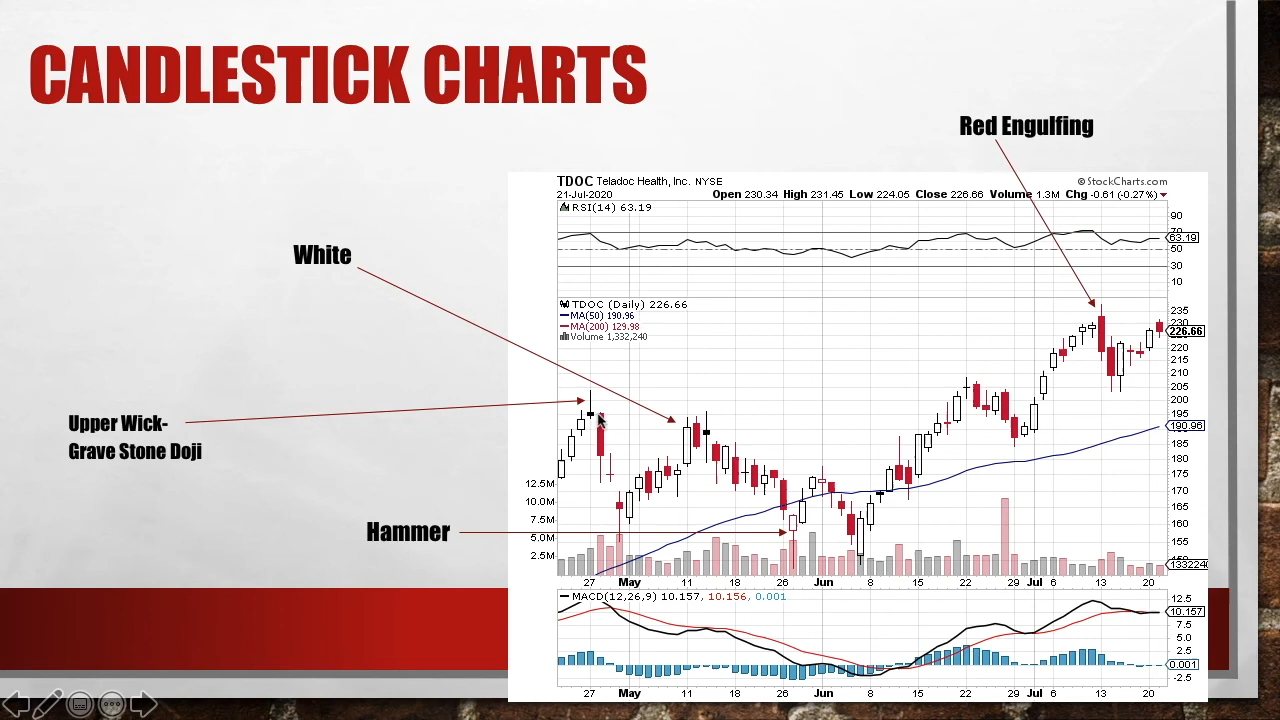 CANDLESTICK CHARTS
Red Engulfing
White
Upper Wick-
Grave Stone Doji
Hammer
TDOC Teladoc Health, Inc. NYSE
© StockCharts.com
21-Jul-2020
Open 230.34 High 231.45 Low 224.05 Close 226.66 Volume 1.3M Chg -0.61 (-0.27%)
RSI(14) 63.19
90
70
63.19
50
30
10
TDOC (Daily) 226.66
MA(50) 190.96
MA(200) 129.98
Volume 1,332,240
235
230
226.66
220
215
210
205
200
195
190.96
185
180
175
170
165
160
155
150
1332240
12.5M
10.0M
7.5M
5.0M
2.5M
27 May 11 18 26 Jun 8 15 22 29 Jul 6 13 20
MACD(12,26,9) 10.157, 10.156, 0.001
12.5
10.157
7.5
5.0
2.5
0.001
-2.5
27 May 11 18 26 Jun 8 15 22 29 Jul 6 13 20